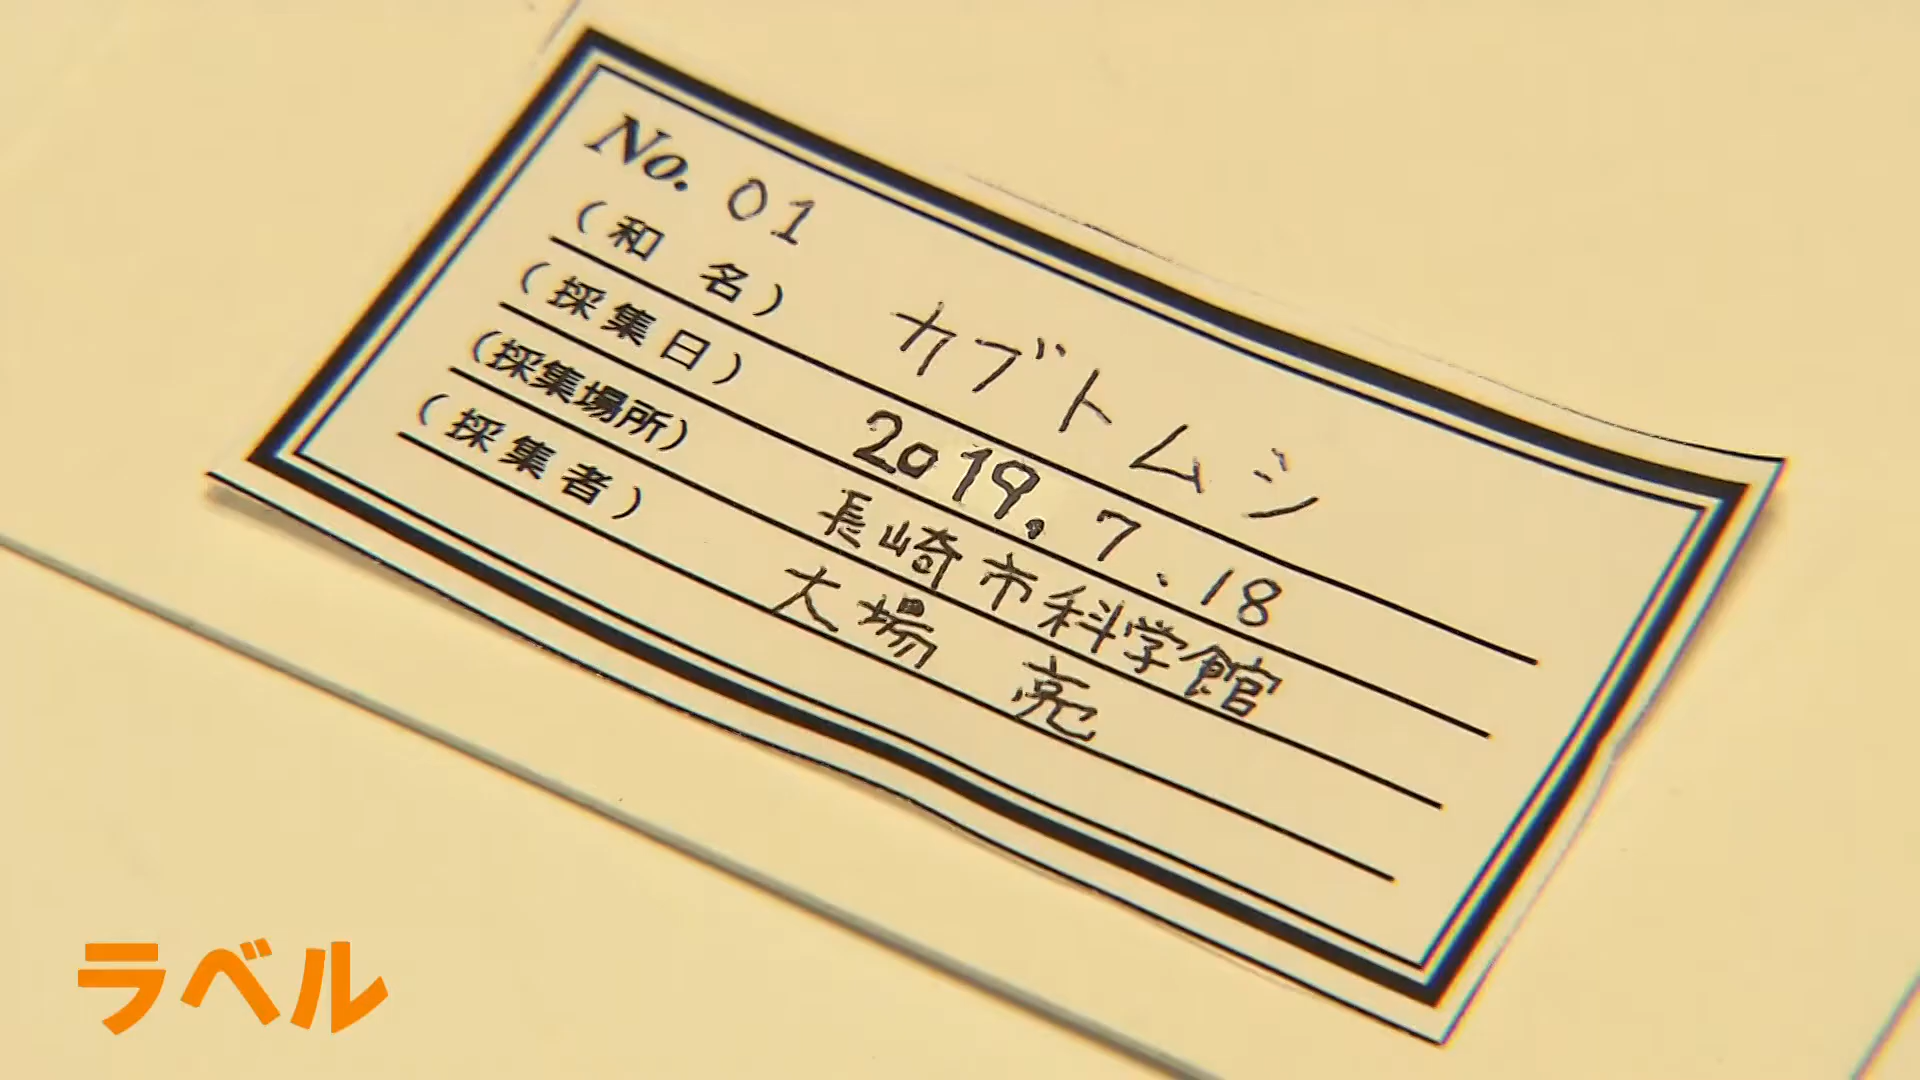 No. 01
(和名) カブトムシ
(採集日) 2019.7.18
(採集場所) 長崎市科学館
(採集者)大場 亮
ラベル